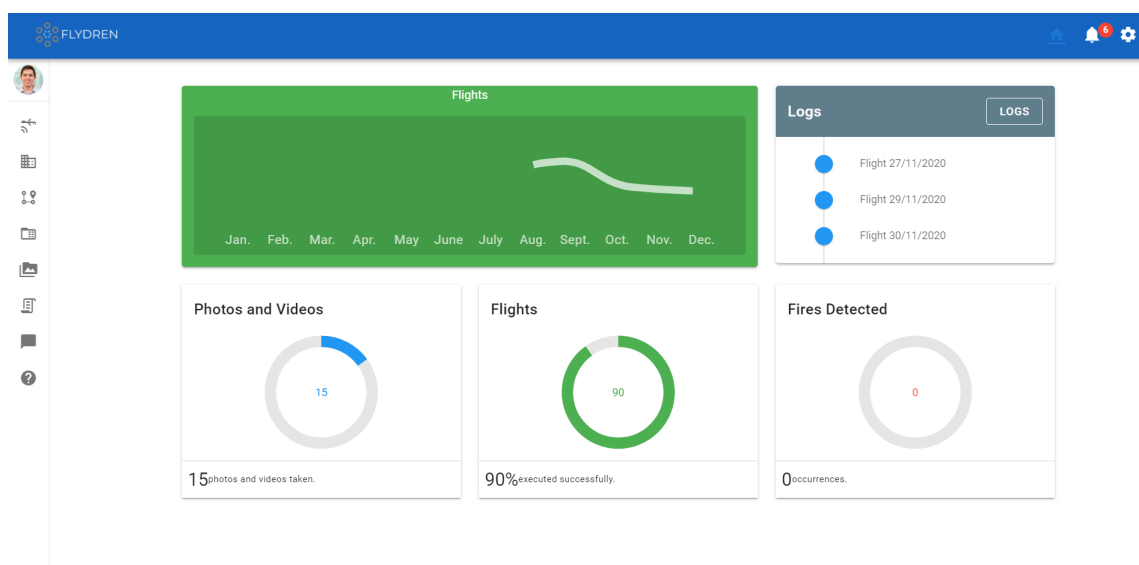 FLYDREN
6
Flights
Jan. Feb. Mar. Apr. May June July Aug. Sept. Oct. Nov. Dec.
Logs
LOGS
Flight 27/11/2020
Flight 29/11/2020
Flight 30/11/2020
Photos and Videos
15
15photos and videos taken.
Flights
90
90%executed successfully.
Fires Detected
0
0occurrences.